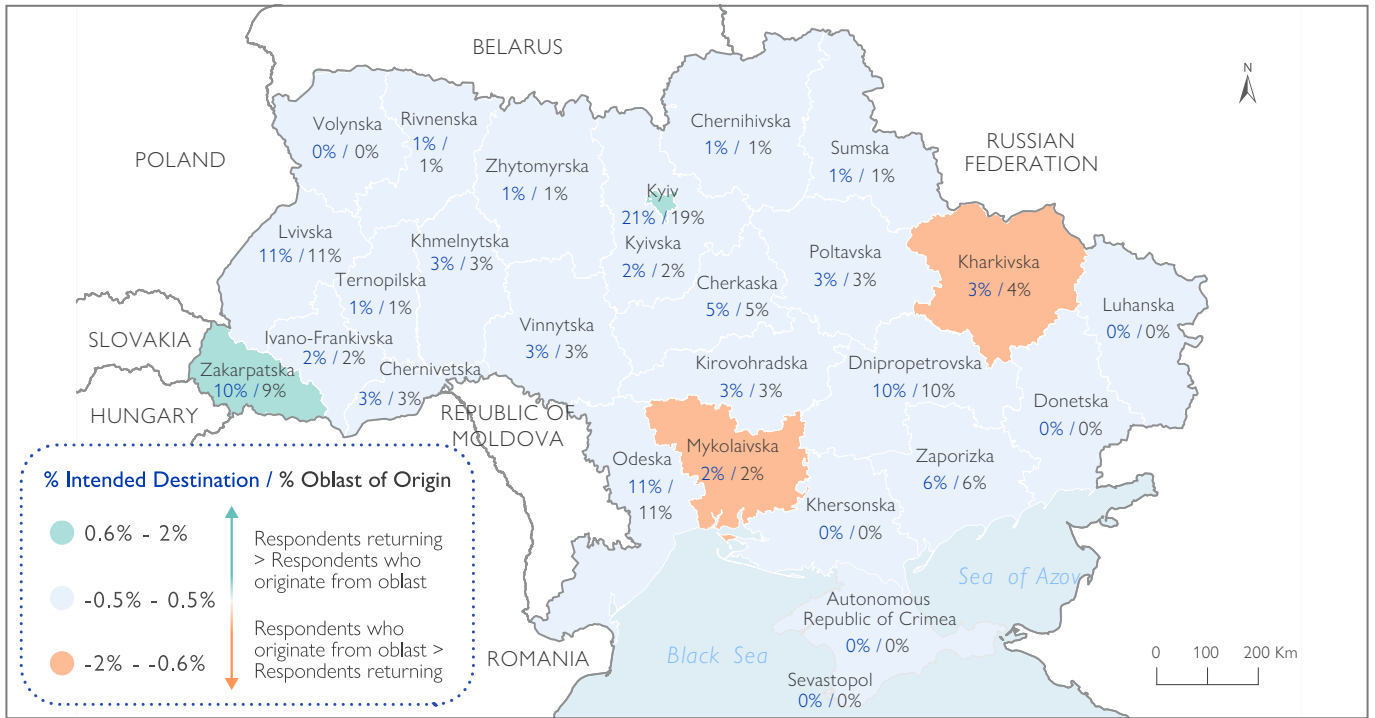 BELARUS
N
Volynska
0% / 0%
Rivnenska
1% /
1%
Chernihivska
1% / 1%
Sumska
1% / 1%
RUSSIAN
FEDERATION
POLAND
Zhytomyrska
1% / 1%
Kyiv
21% / 19%
Kyivska
2% / 2%
Lvivska
11% / 11%
Khmelnytska
3% / 3%
Ternopilska
1% / 1%
Cherkaska
5% / 5%
Poltavska
3% / 3%
Kharkivska
3% / 4%
Luhanska
0% / 0%
SLOVAKIA
Ivano-Frankivska
2% / 2%
Vinnytska
3% / 3%
Zakarpatska
10% / 9%
Chernivetska
3% / 3%
Kirovohradska
3% / 3%
Dnipropetrovska
10% / 10%
Donetska
0% / 0%
HUNGARY
REPUBLIC OF
MOLDOVA
Odeska
11% /
11%
Mykolaivska
2% / 2%
Zaporizka
6% / 6%
Khersonska
0% / 0%
% Intended Destination / % Oblast of Origin
0.6% - 2%
-0.5% - 0.5%
-2% - -0.6%
Respondents returning
> Respondents who
originate from oblast
Respondents who
originate from oblast >
Respondents returning
Sea of Azov
Autonomous
Republic of Crimea
0% / 0%
ROMANIA
Black Sea
Sevastopol
0% / 0%
0 100 200 Km